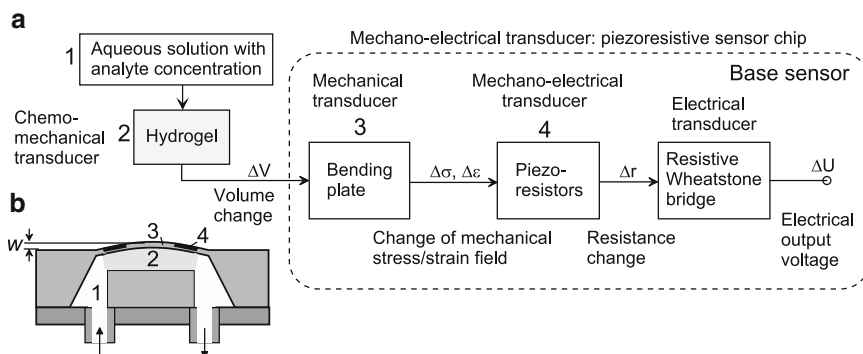 a
1
Aqueous solution with
analyte concentration
Chemo-
mechanical
transducer
2
Hydrogel
ΔV
Volume
change
Mechano-electrical transducer: piezoresistive sensor chip
Base sensor
Mechanical
transducer
3
Bending
plate
Δσ, Δε
Change of mechanical
stress/strain field
Mechano-electrical
transducer
4
Piezo-
resistors
Δr
Resistance
change
Electrical
transducer
Resistive
Wheatstone
bridge
ΔU
Electrical
output
voltage
b
w
3
4
2
1